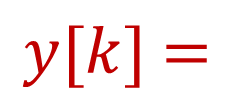 y[k] =